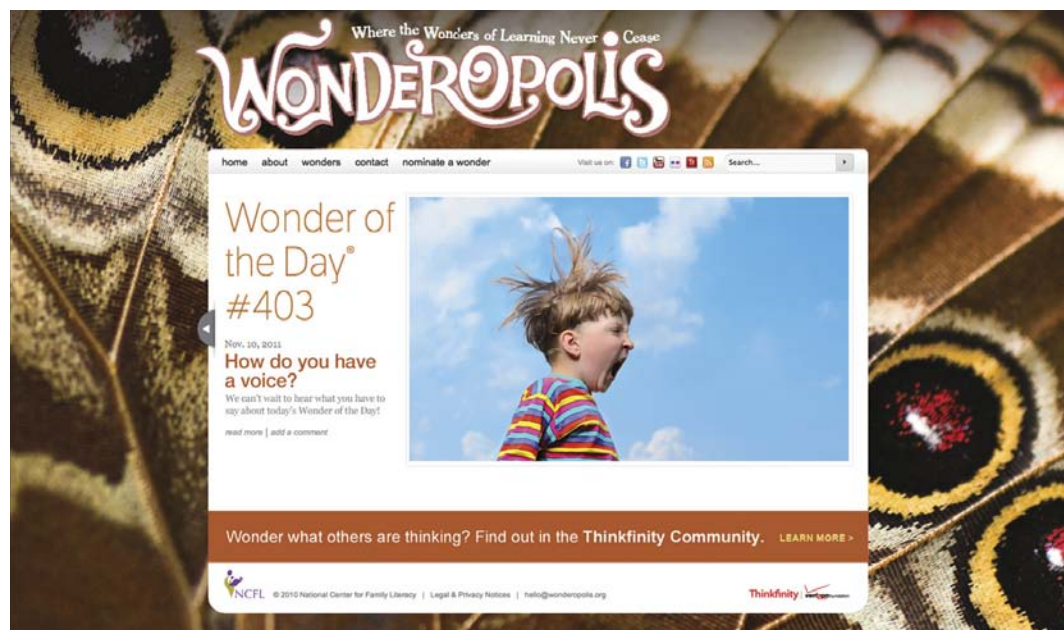 Where the Wonders of Learning Never Cease
WONDEROPOLIS
home about wonders contact nominate a wonder
Visit us on:
Search...
Wonder of
the Day®
#403
Nov. 10, 2011
How do you have
a voice?
We can't wait to hear what you have to
say about today's Wonder of the Day!
read more | add a comment
Wonder what others are thinking? Find out in the Thinkfinity Community. LEARN MORE >
NCFL © 2010 National Center for Family Literacy | Legal & Privacy Notices | hello@wonderopolis.org
Thinkfinity |